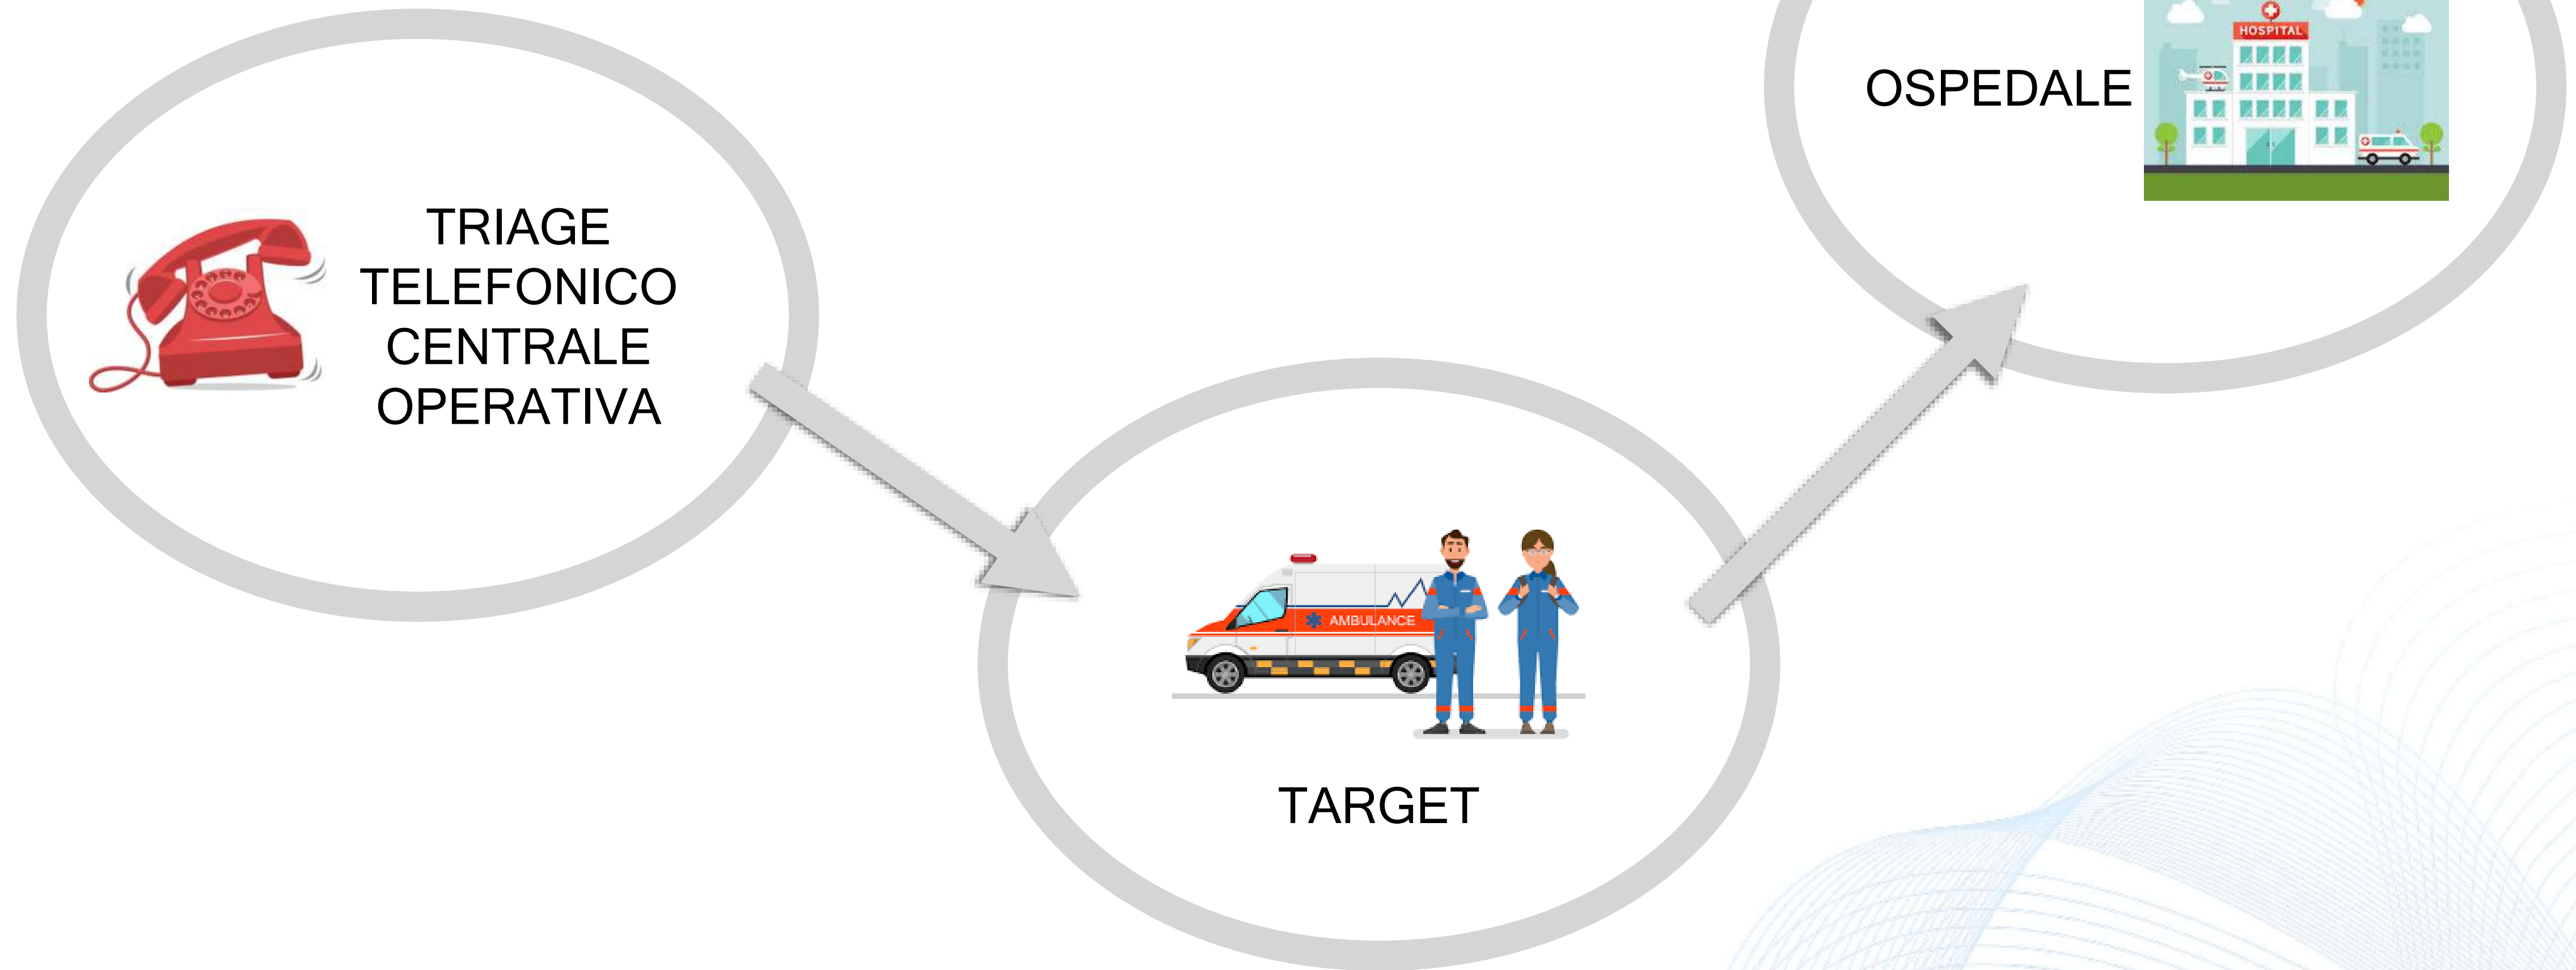 TRIAGE
TELEFONICO
CENTRALE
OPERATIVA
AMBULANCE
TARGET
OSPEDALE
HOSPITAL